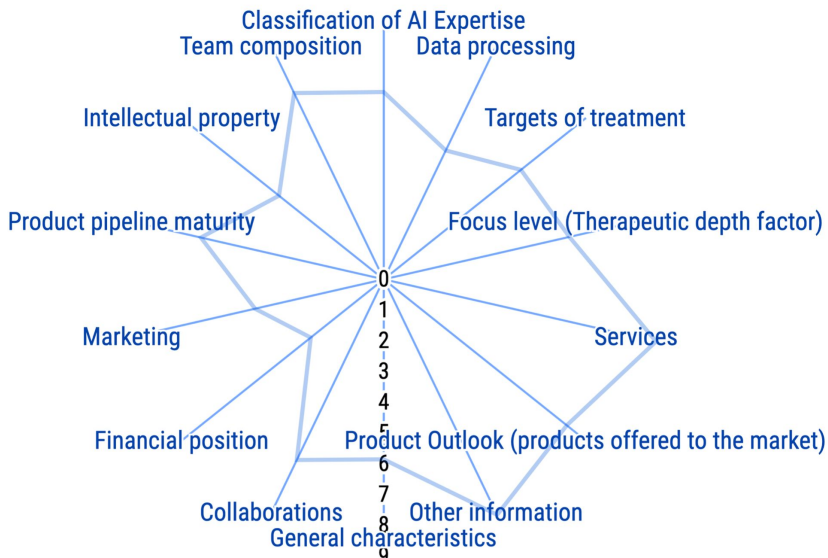 Classification of AI Expertise
Team composition
Data processing
Intellectual property
Targets of treatment
Product pipeline maturity
Focus level (Therapeutic depth factor)
0
1
Marketing
Services
2
3
4
5
Financial position
Product Outlook (products offered to the market)
6
7
Collaborations
Other information
8
General characteristics
9